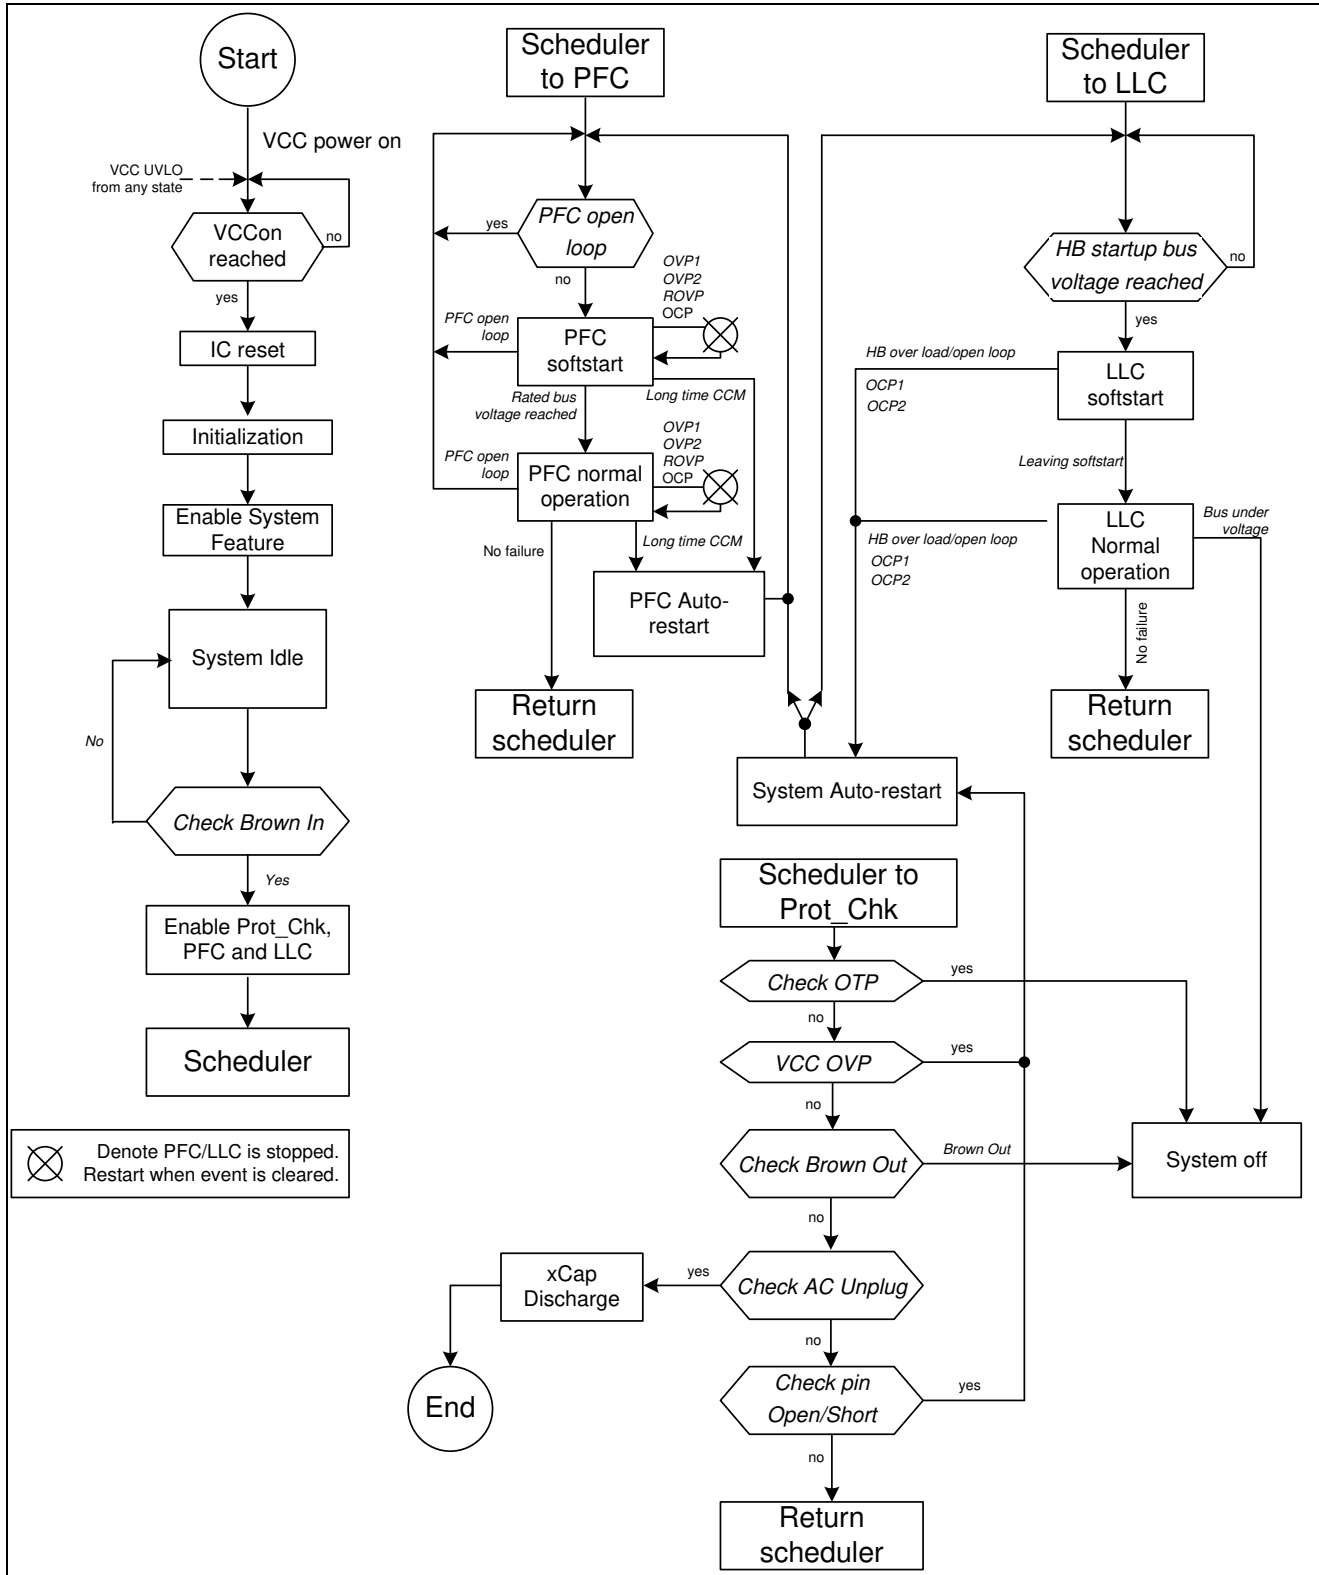 Start
VCC power on
VCC UVLO
from any state
VCCon
reached
no
yes
IC reset
Initialization
Enable System
Feature
System Idle
No
Check Brown In
Yes
Enable Prot_Chk,
PFC and LLC
Scheduler
Denote PFC/LLC is stopped.
Restart when event is cleared.
Scheduler
to PFC
yes
PFC open
loop
no
OVP1
OVP2
ROVP
OCP
PFC open
loop
PFC
softstart
Rated bus
voltage reached
Long time CCM
OVP1
OVP2
ROVP
OCP
PFC open
loop
PFC normal
operation
No failure
Long time CCM
PFC Auto-
restart
Return
scheduler
Scheduler
to LLC
HB startup bus
voltage reached
no
yes
HB over load/open loop
OCP1
OCP2
LLC
softstart
Leaving softstart
HB over load/open loop
OCP1
OCP2
LLC
Normal
operation
Bus under
voltage
No failure
Return
scheduler
System Auto-restart
Scheduler to
Prot_Chk
Check OTP
yes
no
VCC OVP
yes
no
Check Brown Out
Brown Out
System off
no
xCap
Discharge
yes
Check AC Unplug
no
End
Check pin
Open/Short
yes
no
Return
scheduler